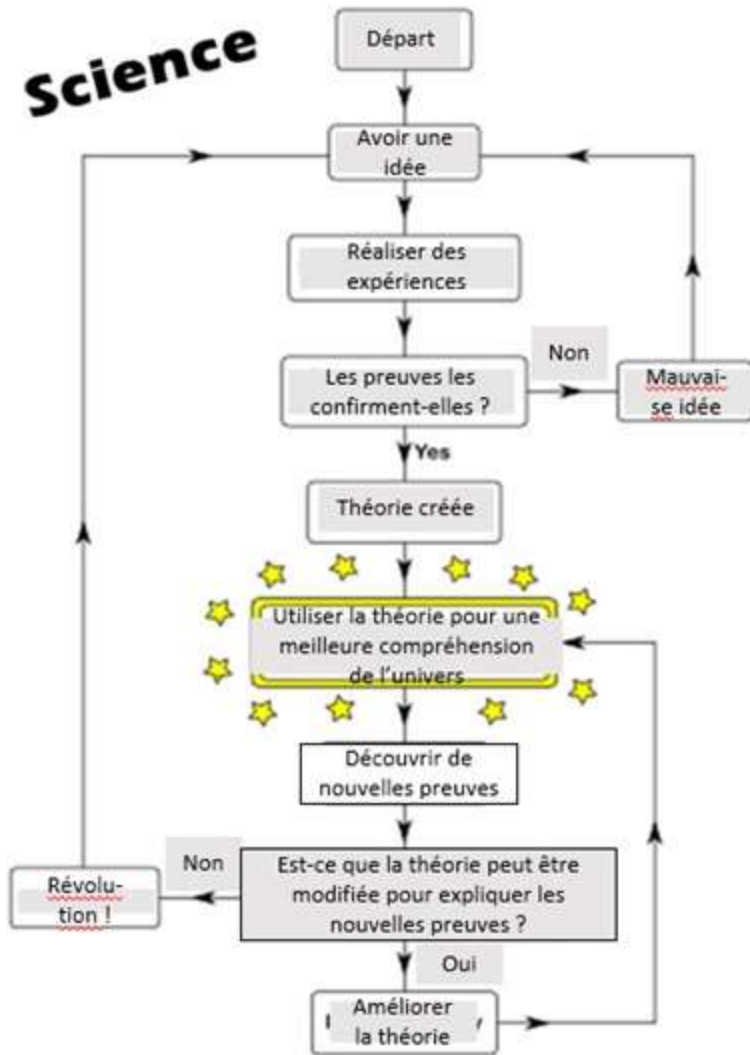 Science
Départ
Avoir une
idée
Réaliser des
expériences
Les preuves les
confirment-elles ?
Non
Mauvai-
se idée
Yes
Théorie créée
Utiliser la théorie pour une
meilleure compréhension
de l'univers
Découvrir de
nouvelles preuves
Est-ce que la théorie peut être
modifiée pour expliquer les
nouvelles preuves ?
Non
Révolu-
tion !
Oui
Améliorer
la théorie